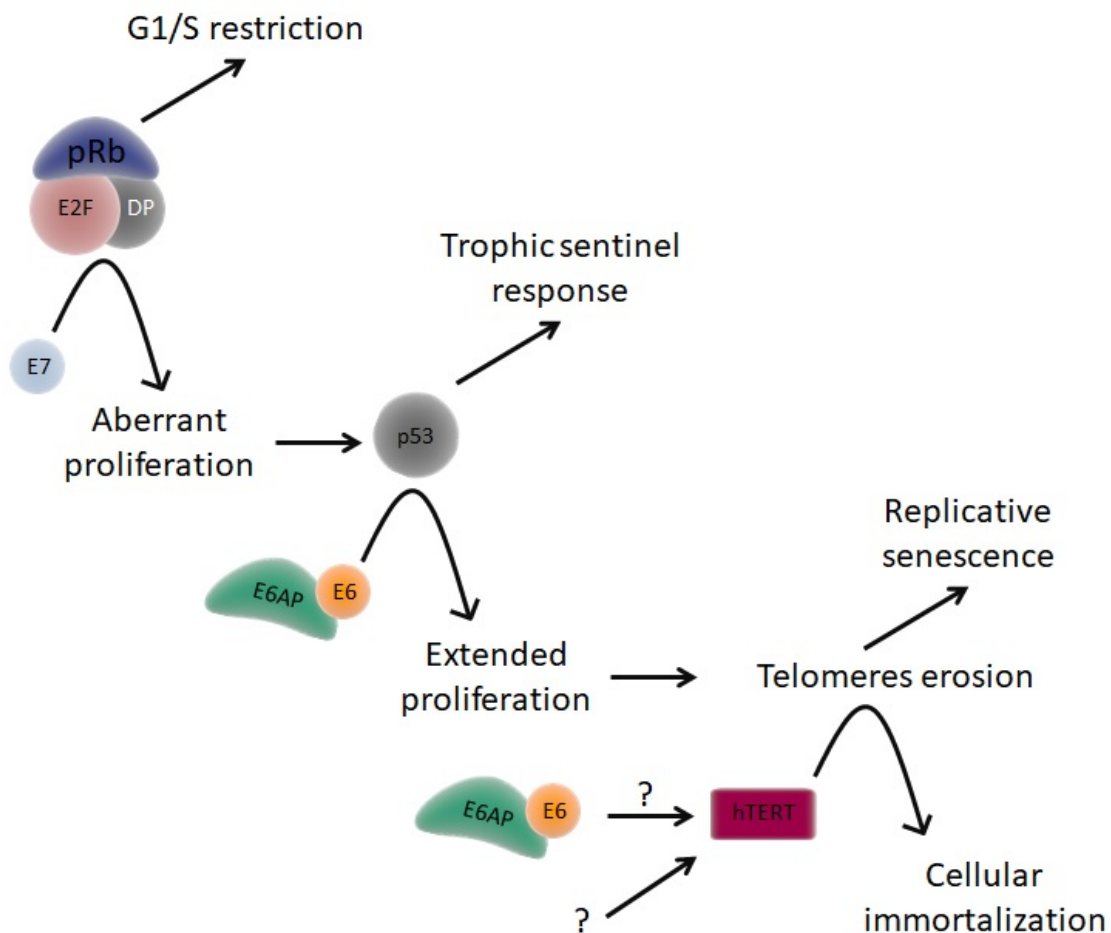 G1/S restriction
pRb
E2F
DP
Trophic sentinel
response
E7
Aberrant
proliferation
p53
Replicative
senescence
E6AP
E6
Extended
proliferation
Telomeres erosion
?
E6AP
E6
hTERT
?
Cellular
immortalization